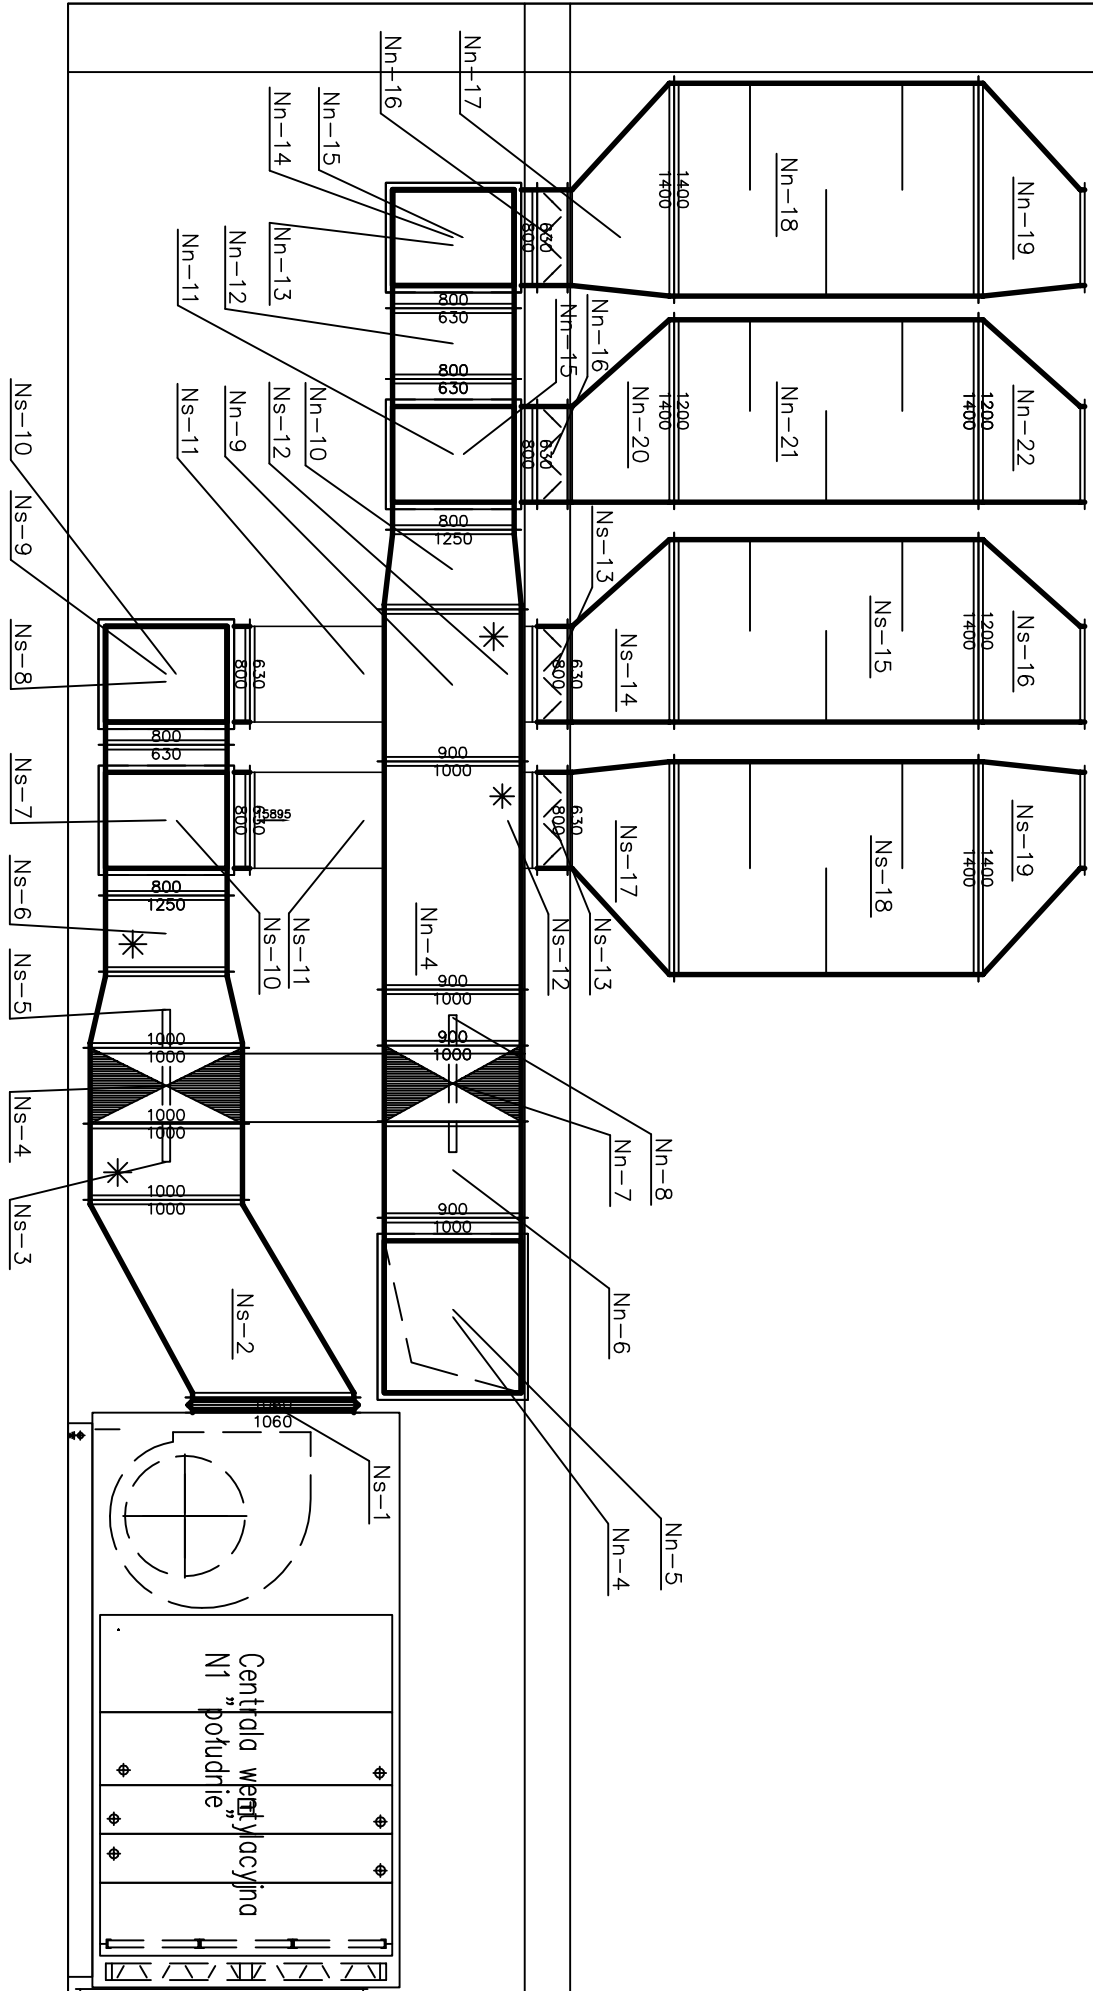 Nn-16
Nn-17
Nn-15
Nn-14
Nn-13
Nn-12
Nn-11
Nn-18
Nn-19
1400
1400
630
800
800
630
800
630
Nn-15
Nn-16
Nn-20
Nn-21
Nn-22
1200
1400
1200
1400
630
800
800
1250
Ns-10
Ns-9
Ns-8
Ns-11
Nn-9
Ns-12
Nn-10
Ns-13
Ns-14
Ns-15
Ns-16
1200
1400
630
800
630
800
800
630
900
1000
Ns-7
Ns-6
Ns-5
630
800
15895
630
800
Ns-17
Ns-18
Ns-19
1400
1400
800
1250
Ns-10
Ns-11
Nn-4
Ns-12
Ns-13
900
1000
1000
1000
900
1000
Ns-4
1000
1000
Nn-7
Nn-8
Ns-3
1000
1000
900
1000
Ns-2
Nn-6
1060
Ns-1
Nn-4
Nn-5
Centrala wentylacyjna
N1 „południe”